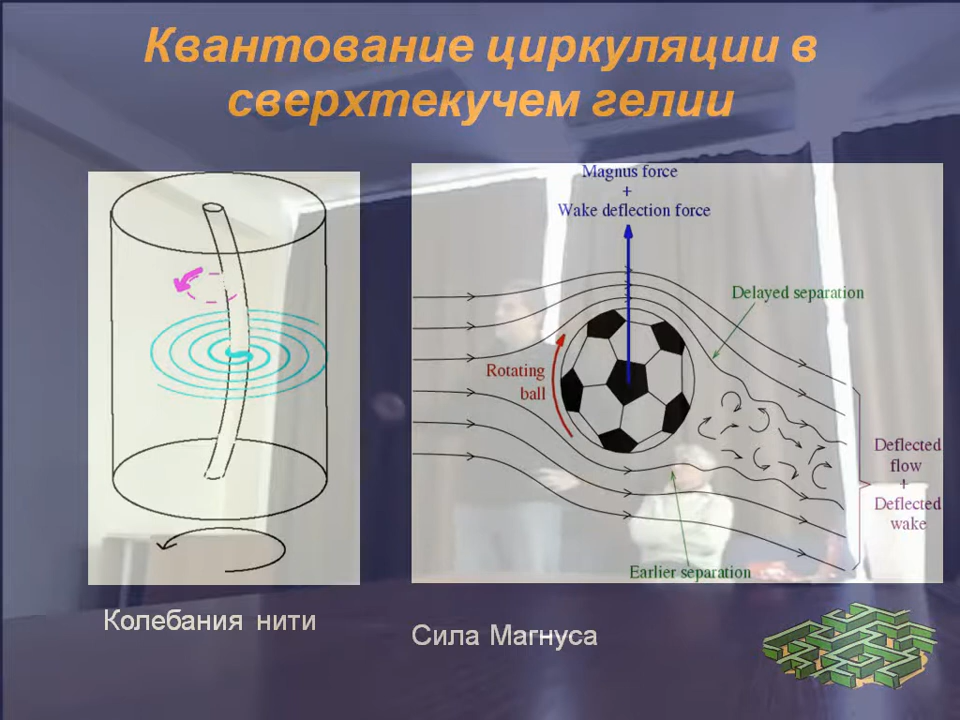 Квантование циркуляции в
сверхтекучем гелии
Magnus force
+
Wake deflection force
Delayed separation
Rotating
ball
Deflected
flow
+
Deflected
wake
Earlier separation
Колебания нити
Сила Магнуса